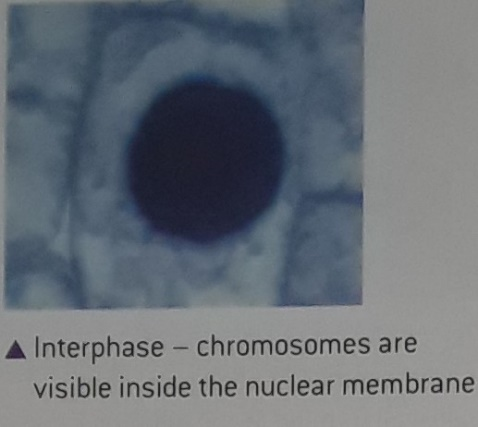 ▲ Interphase – chromosomes are
visible inside the nuclear membrane